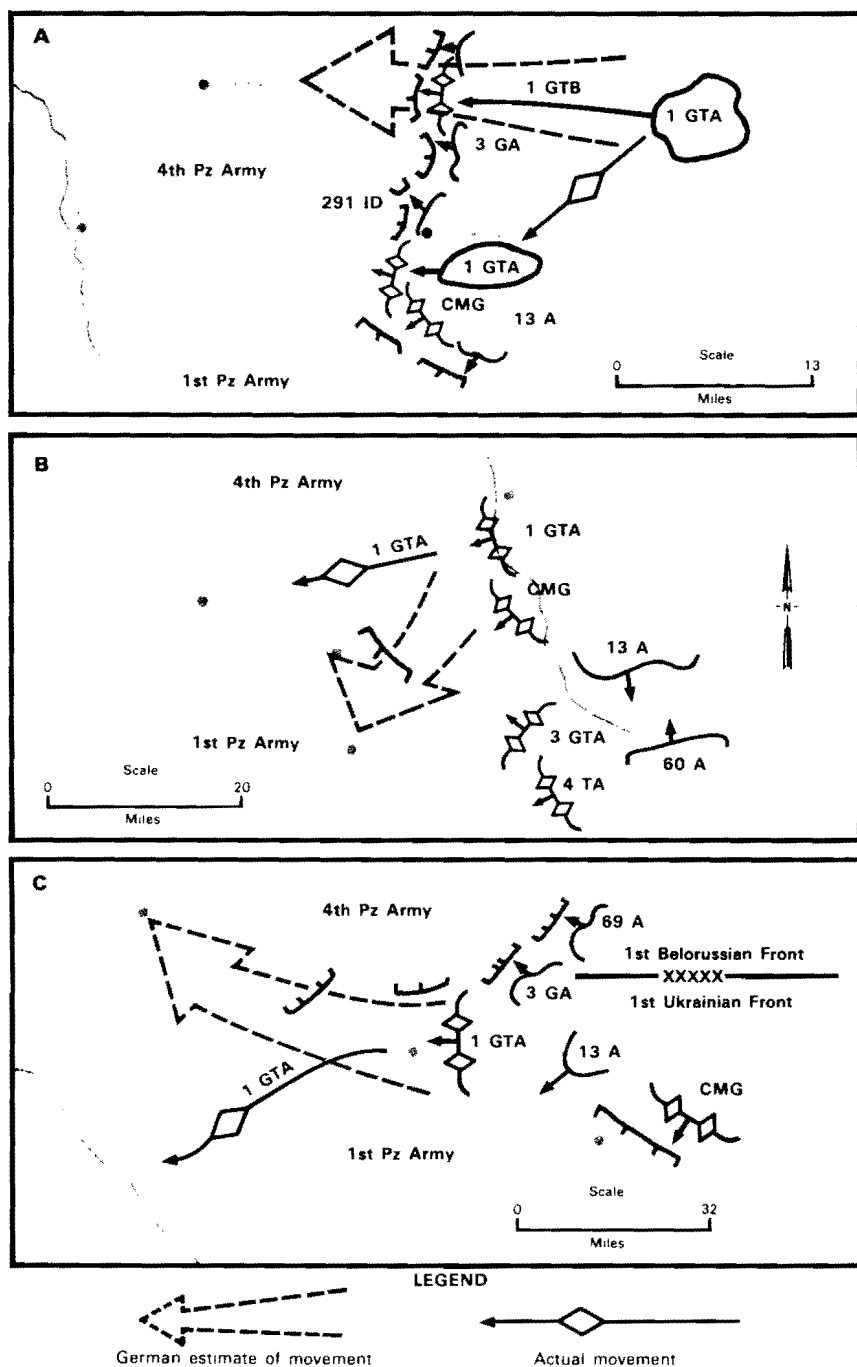 A
1 GTB
1 GTA
3 GA
4th Pz Army
291 ID
1 GTA
CMG
13 A
1st Pz Army
Scale
0 13
Miles
B
4th Pz Army
1 GTA
1 GTA
CMG
N
13 A
3 GTA
1st Pz Army
60 A
4 TA
Scale
0 20
Miles
C
4th Pz Army
69 A
1st Belorussian Front
XXXXX
3 GA
1st Ukrainian Front
1 GTA
13 A
1 GTA
CMG
1st Pz Army
Scale
0 32
Miles
LEGEND
German estimate of movement
Actual movement